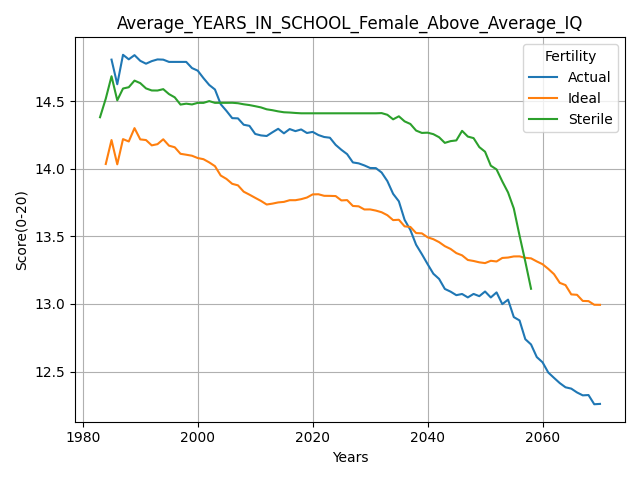 Average_YEARS_IN_SCHOOL_Female_Above_Average_IQ
Fertility
Actual
Ideal
Sterile
Score(0-20)
14.5
14.0
13.5
13.0
12.5
1980
2000
2020
2040
2060
Years